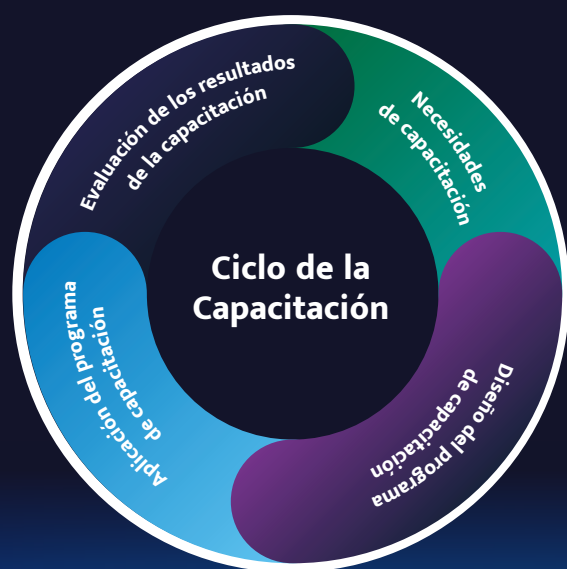 Ciclo de la
Capacitación
Necesidades
de capacitación
Diseño del programa
de capacitación
Aplicación del programa
de capacitación
Evaluación de los resultados
de la capacitación